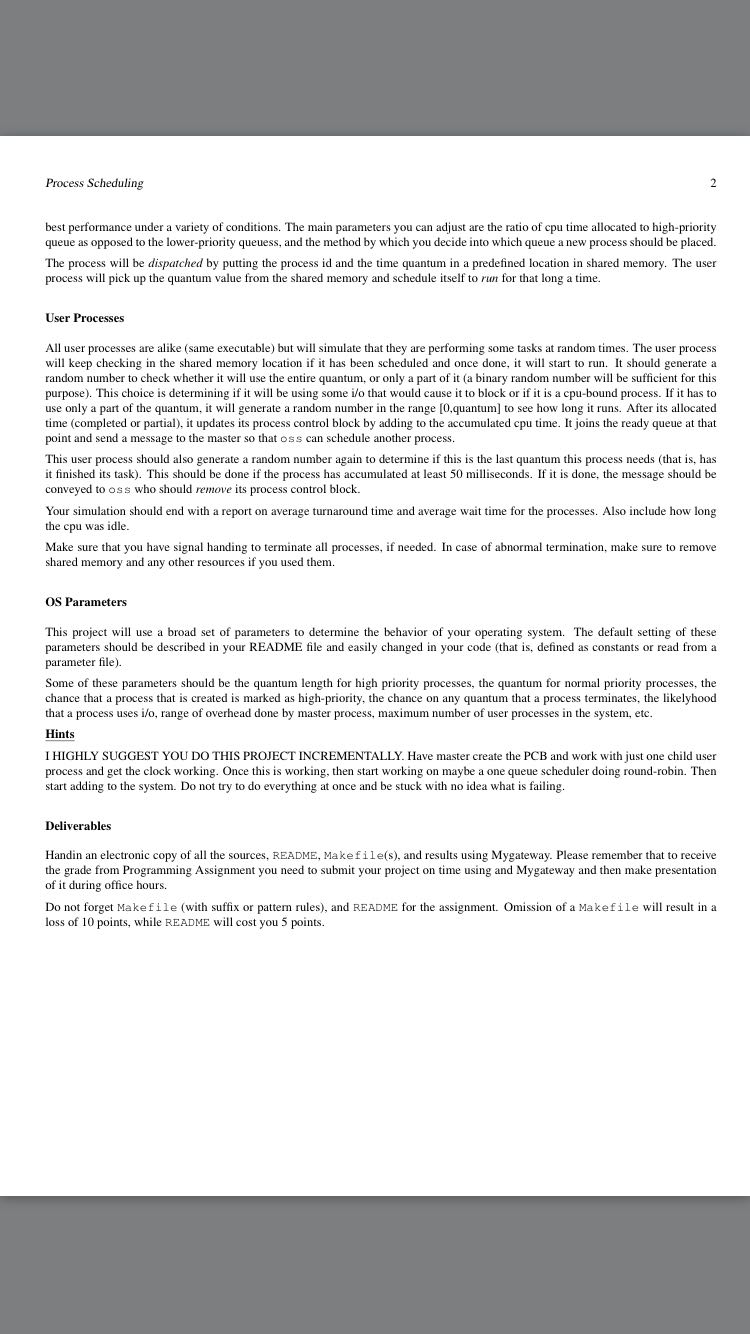 Process Scheduling 2
best performance under a variety of conditions. The main parameters you can adjust are the ratio of cpu time allocated to high-priority
queue as opposed to the lower-priority queuess, and the method by which you decide into which queue a new process should be placed.
The process will be dispatched by putting the process id and the time quantum in a predefined location in shared memory. The user
process will pick up the quantum value from the shared memory and schedule itself to run for that long a time.
User Processes
All user processes are alike (same executable) but will simulate that they are performing some tasks at random times. The user process
will keep checking in the shared memory location if it has been scheduled and once done, it will start to run. It should generate a
random number to check whether it will use the entire quantum, or only a part of it (a binary random number will be sufficient for this
purpose). This choice is determining if it will be using some i/o that would cause it to block or if it is a cpu-bound process. If it has to
use only a part of the quantum, it will generate a random number in the range [0,quantum] to see how long it runs. After its allocated
time (completed or partial), it updates its process control block by adding to the accumulated cpu time. It joins the ready queue at that
point and send a message to the master so that oss can schedule another process.
This user process should also generate a random number again to determine if this is the last quantum this process needs (that is, has
it finished its task). This should be done if the process has accumulated at least 50 milliseconds. If it is done, the message should be
conveyed to oss who should remove its process control block.
Your simulation should end with a report on average turnaround time and average wait time for the processes. Also include how long
the cpu was idle.
Make sure that you have signal handing to terminate all processes, if needed. In case of abnormal termination, make sure to remove
shared memory and any other resources if you used them.
OS Parameters
This project will use a broad set of parameters to determine the behavior of your operating system. The default setting of these
parameters should be described in your README file and easily changed in your code (that is, defined as constants or read from a
parameter file).
Some of these parameters should be the quantum length for high priority processes, the quantum for normal priority processes, the
chance that a process that is created is marked as high-priority, the chance on any quantum that a process terminates, the likelyhood
that a process uses i/o, range of overhead done by master process, maximum number of user processes in the system, etc.
Hints
I HIGHLY SUGGEST YOU DO THIS PROJECT INCREMENTALLY. Have master create the PCB and work with just one child user
process and get the clock working. Once this is working, then start working on maybe a one queue scheduler doing round-robin. Then
start adding to the system. Do not try to do everything at once and be stuck with no idea what is failing.
Deliverables
Handin an electronic copy of all the sources, README, Makefile(s), and results using Mygateway. Please remember that to receive
the grade from Programming Assignment you need to submit your project on time using and Mygateway and then make presentation
of it during office hours.
Do not forget Makefile (with suffix or pattern rules), and README for the assignment. Omission of a Makefile will result in a
loss of 10 points, while README will cost you 5 points.